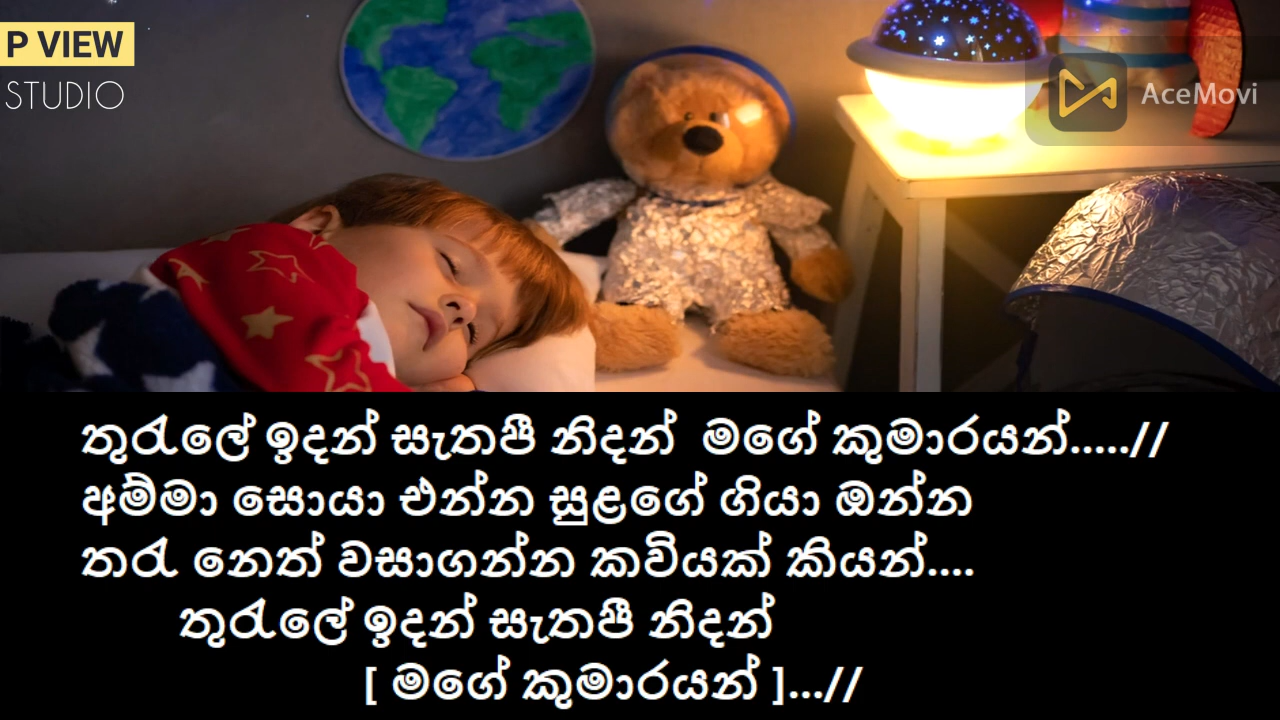 P VIEW
STUDIO
AceMovi
තුරැලේ ඉදන් සැතපී නිදන්  මගේ කුමාරයන්.....//
අම්මා සොයා එන්න සුළගේ ගියා ඔන්න
තරැ නෙත් වසාගන්න කවියක් කියන්....
තුරැලේ ඉදන් සැතපී නිදන්
[ මගේ කුමාරයන් ]...//